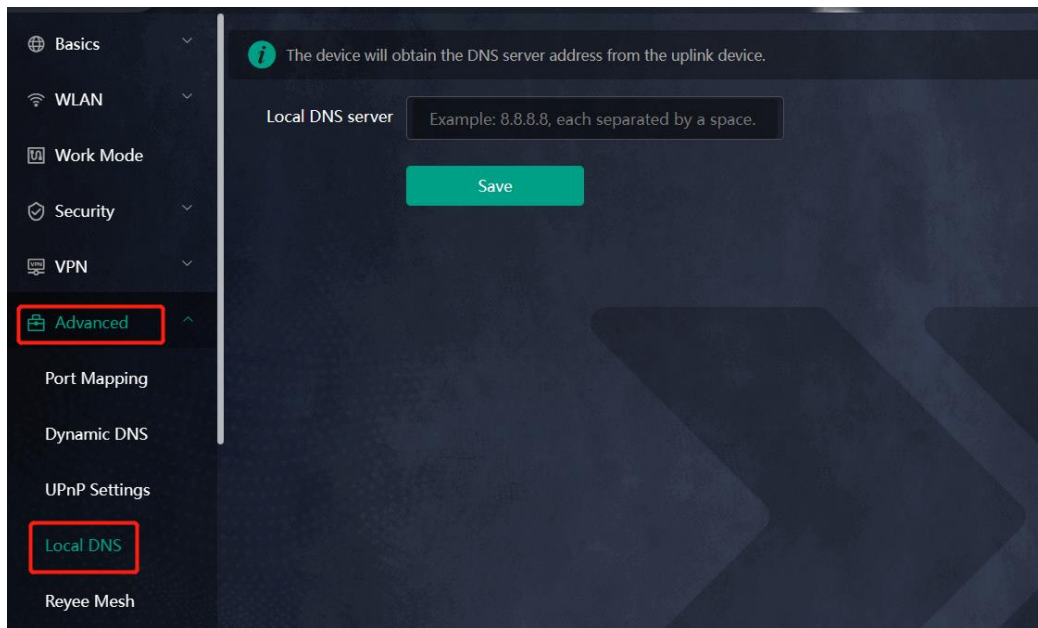 Basics
The device will obtain the DNS server address from the uplink device.
WLAN
Local DNS server
Example: 8.8.8.8, each separated by a space.
Work Mode
Save
Security
VPN
Advanced
Port Mapping
Dynamic DNS
UPnP Settings
Local DNS
Reyee Mesh